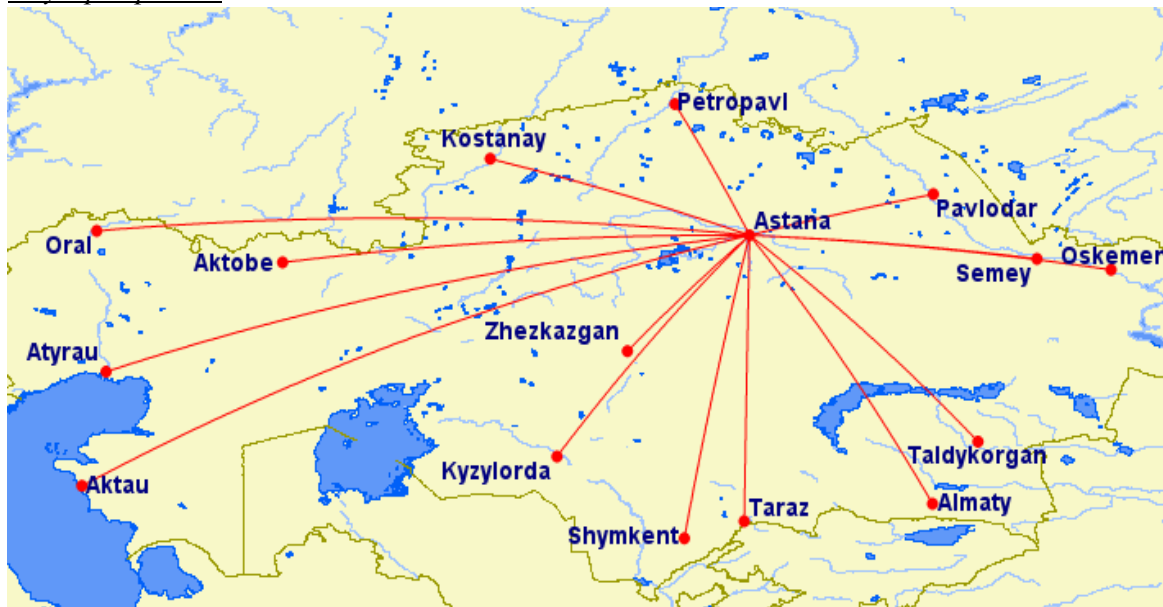 Petropavl
Kostanay
Pavlodar
Astana
Oral
Aktobe
Semey
Oskemen
Zhezkazgan
Atyrau
Kyzylorda
Taldykorgan
Aktau
Almaty
Taraz
Shymkent